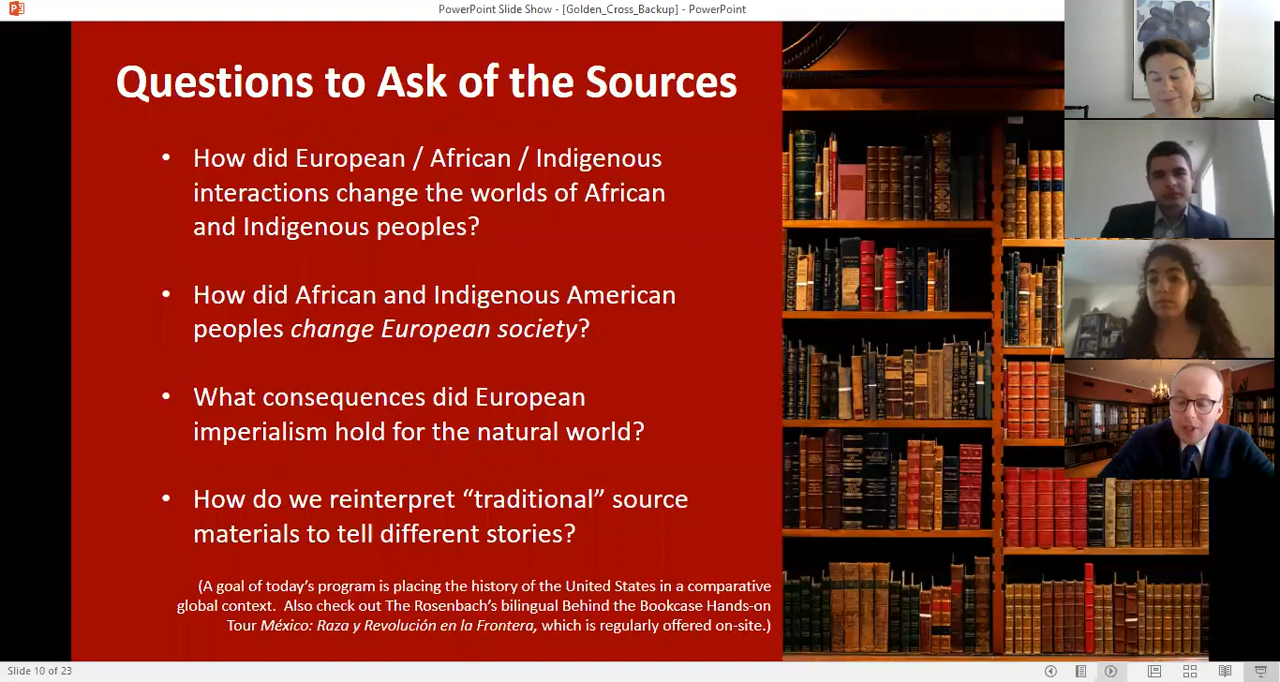 PowerPoint Slide Show - [Golden_Cross_Backup] - PowerPoint
Questions to Ask of the Sources
• How did European / African / Indigenous
interactions change the worlds of African
and Indigenous peoples?
• How did African and Indigenous American
peoples change European society?
• What consequences did European
imperialism hold for the natural world?
• How do we reinterpret “traditional” source
materials to tell different stories?
(A goal of today’s program is placing the history of the United States in a comparative
global context.  Also check out The Rosenbach’s bilingual Behind the Bookcase Hands-on
Tour México: Raza y Revolución en la Frontera, which is regularly offered on-site.)
Slide 10 of 23